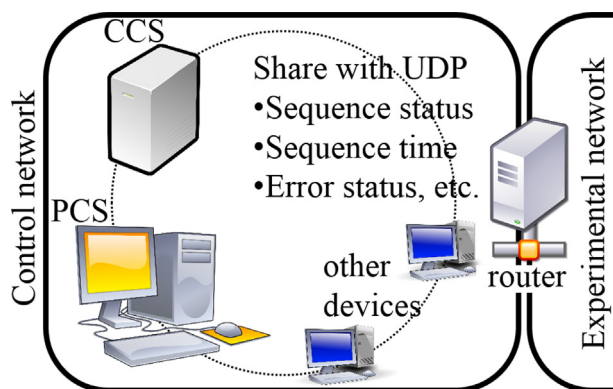 CCS
Share with UDP
•Sequence status
•Sequence time
•Error status, etc.
Control network
PCS
other
devices
router
Experimental network